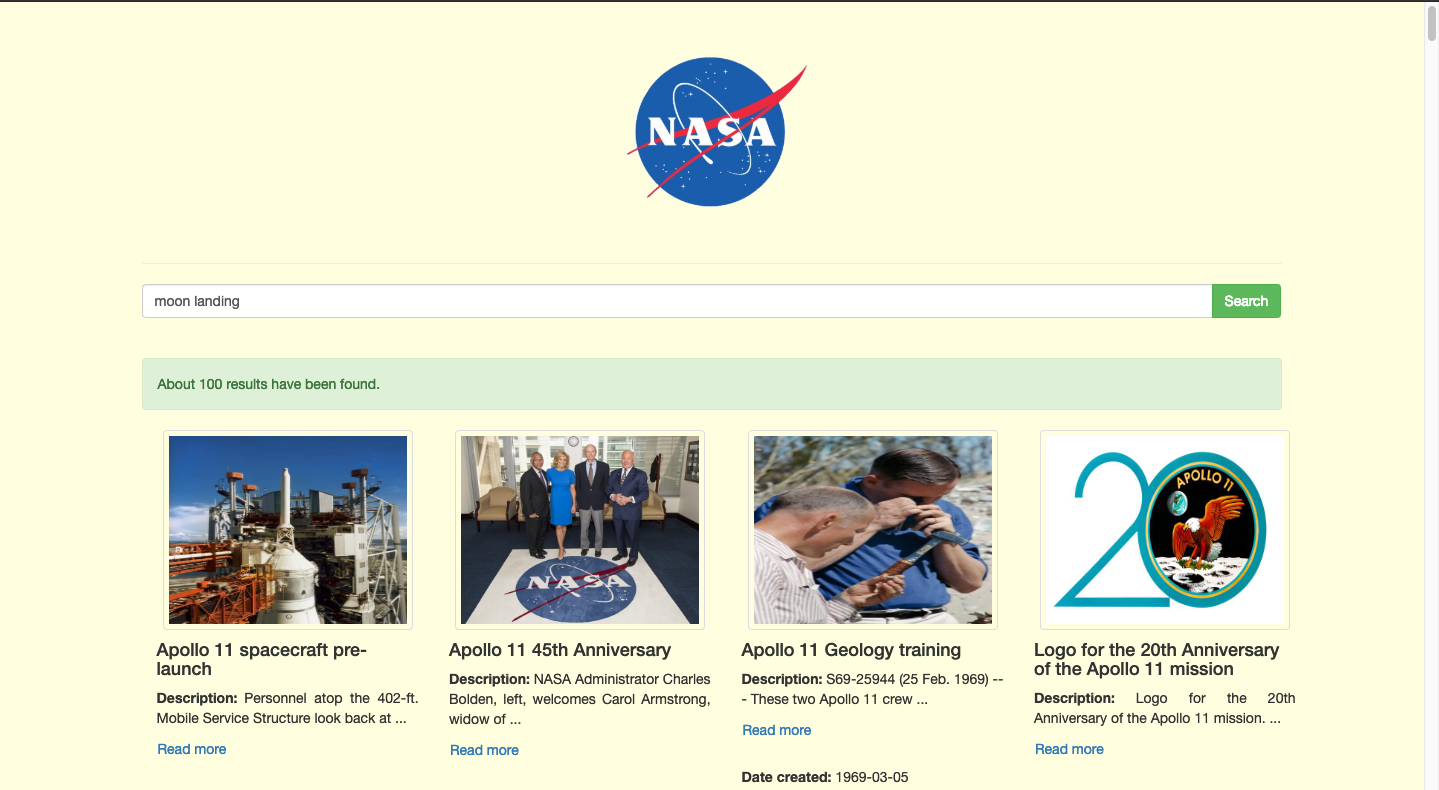 NASA
moon landing
Search
About 100 results have been found.
NASA
APOLLO 11
20
Apollo 11 spacecraft pre-
launch
Description: Personnel atop the 402-ft.
Mobile Service Structure look back at ...
Read more
Apollo 11 45th Anniversary
Description: NASA Administrator Charles
Bolden, left, welcomes Carol Armstrong,
widow of ...
Read more
Apollo 11 Geology training
Description: S69-25944 (25 Feb. 1969) --
- These two Apollo 11 crew ...
Read more
Date created: 1969-03-05
Logo for the 20th Anniversary
of the Apollo 11 mission
Description: Logo for the 20th
Anniversary of the Apollo 11 mission. ...
Read more